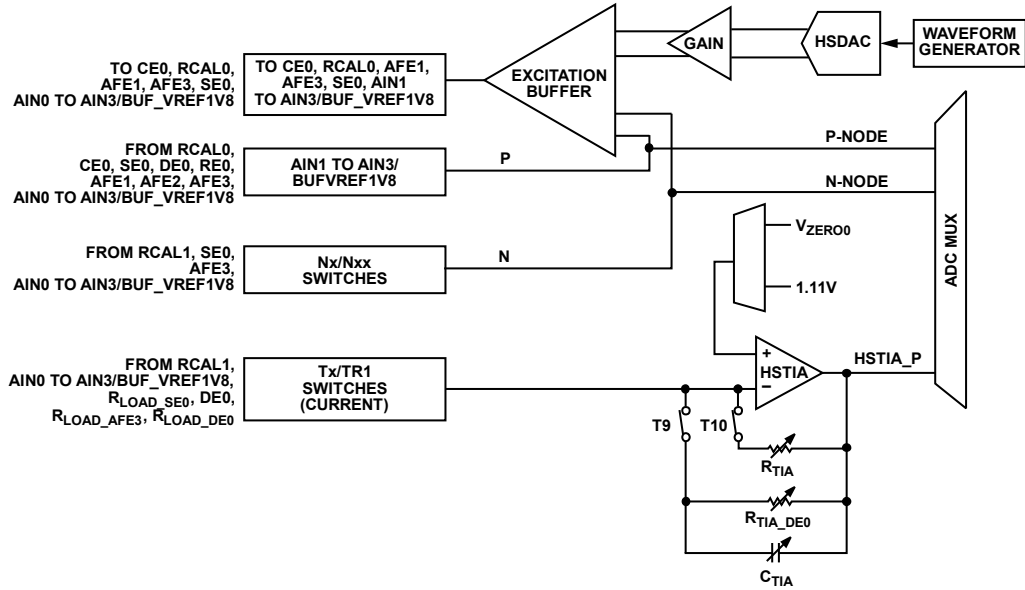 TO CE0, RCAL0,
AFE1, AFE3, SE0,
AIN0 TO AIN3/BUF_VREF1V8
TO CE0, RCAL0, AFE1,
AFE3, SE0, AIN1
TO AIN3/BUF_VREF1V8
EXCITATION
BUFFER
GAIN
HSDAC
WAVEFORM
GENERATOR
FROM RCAL0,
CE0, SE0, DE0, RE0,
AFE1, AFE2, AFE3,
AIN0 TO AIN3/BUF_VREF1V8
AIN1 TO AIN3/
BUFVREF1V8
P
P-NODE
N-NODE
ADC MUX
FROM RCAL1, SE0,
AFE3,
AIN0 TO AIN3/BUF_VREF1V8
Nx/Nxx
SWITCHES
N
VZERO0
1.11V
FROM RCAL1,
AIN0 TO AIN3/BUF_VREF1V8,
RLOAD_SE0, DE0,
RLOAD_AFE3, RLOAD_DE0
Tx/TR1
SWITCHES
(CURRENT)
+
HSTIA
–
HSTIA_P
T9
T10
RTIA
RTIA_DE0
CTIA